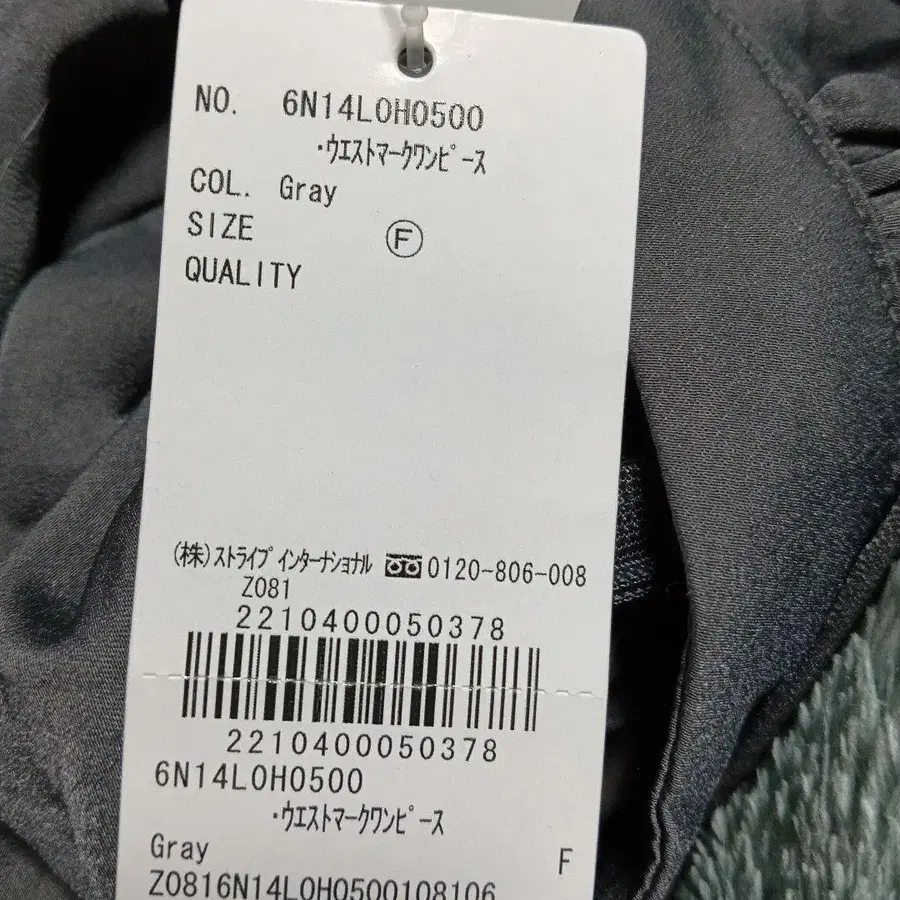 NO. 6N14L0H0500
・ウエストマークワンピース
COL. Gray
SIZE Ⓕ
QUALITY
(株)ストライプインターナショナル 0120-806-008
Z081
2210400050378
2210400050378
6N14L0H0500
・ウエストマークワンピース
Gray F
Z0816N14L0H0500108106